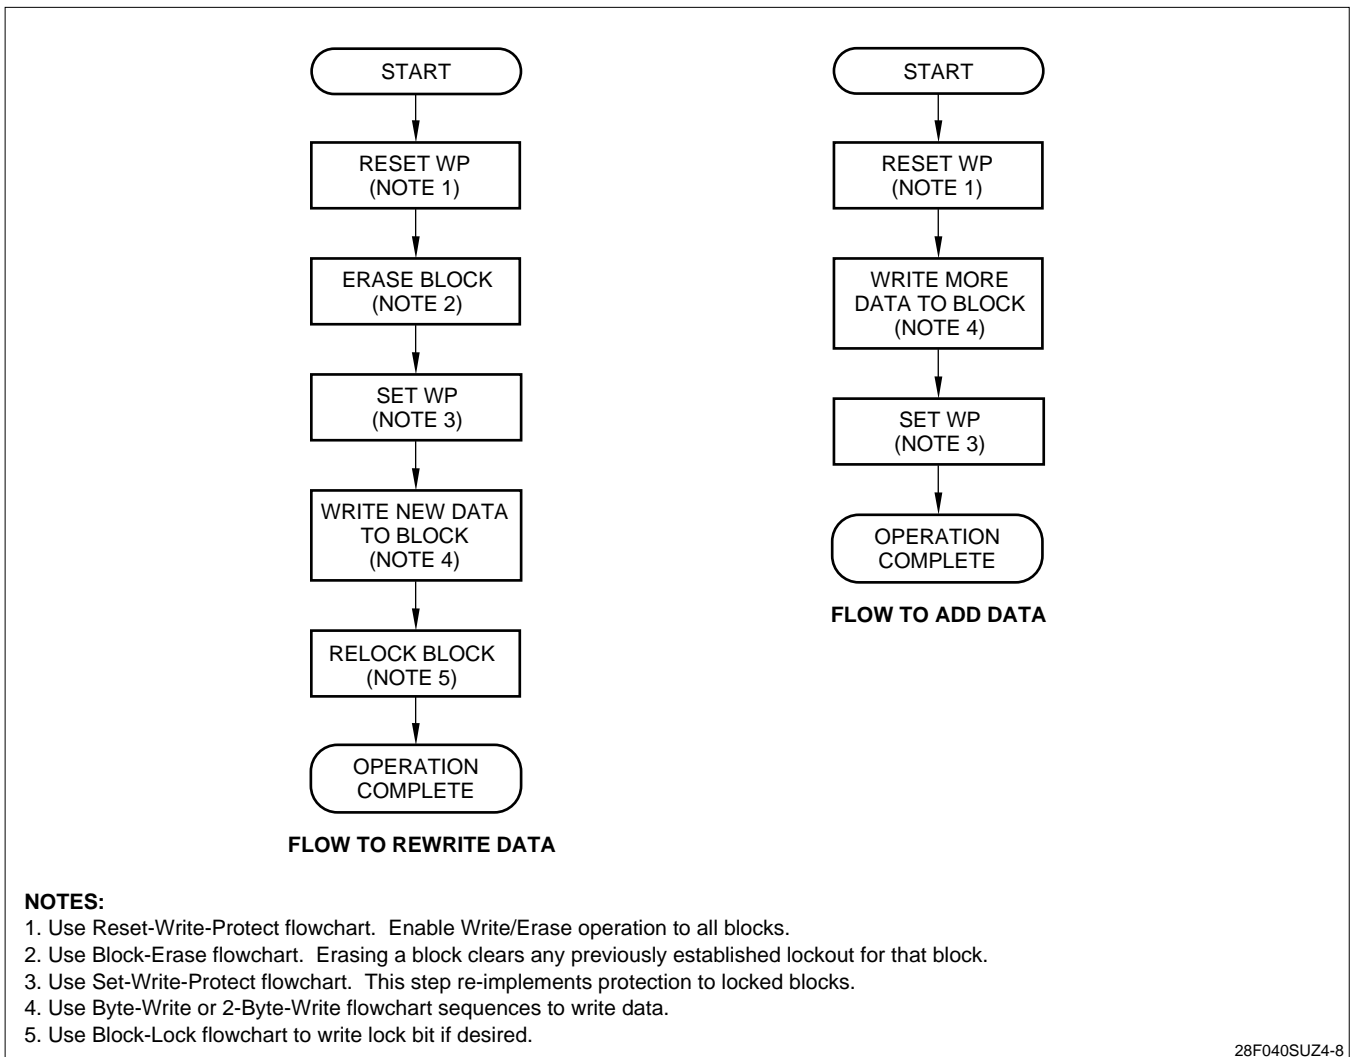 START
RESET WP
(NOTE 1)
ERASE BLOCK
(NOTE 2)
SET WP
(NOTE 3)
WRITE NEW DATA
TO BLOCK
(NOTE 4)
RELOCK BLOCK
(NOTE 5)
OPERATION
COMPLETE
FLOW TO REWRITE DATA
START
RESET WP
(NOTE 1)
WRITE MORE
DATA TO BLOCK
(NOTE 4)
SET WP
(NOTE 3)
OPERATION
COMPLETE
FLOW TO ADD DATA
NOTES:
1. Use Reset-Write-Protect flowchart. Enable Write/Erase operation to all blocks.
2. Use Block-Erase flowchart. Erasing a block clears any previously established lockout for that block.
3. Use Set-Write-Protect flowchart. This step re-implements protection to locked blocks.
4. Use Byte-Write or 2-Byte-Write flowchart sequences to write data.
5. Use Block-Lock flowchart to write lock bit if desired.
28F040SUZ4-8